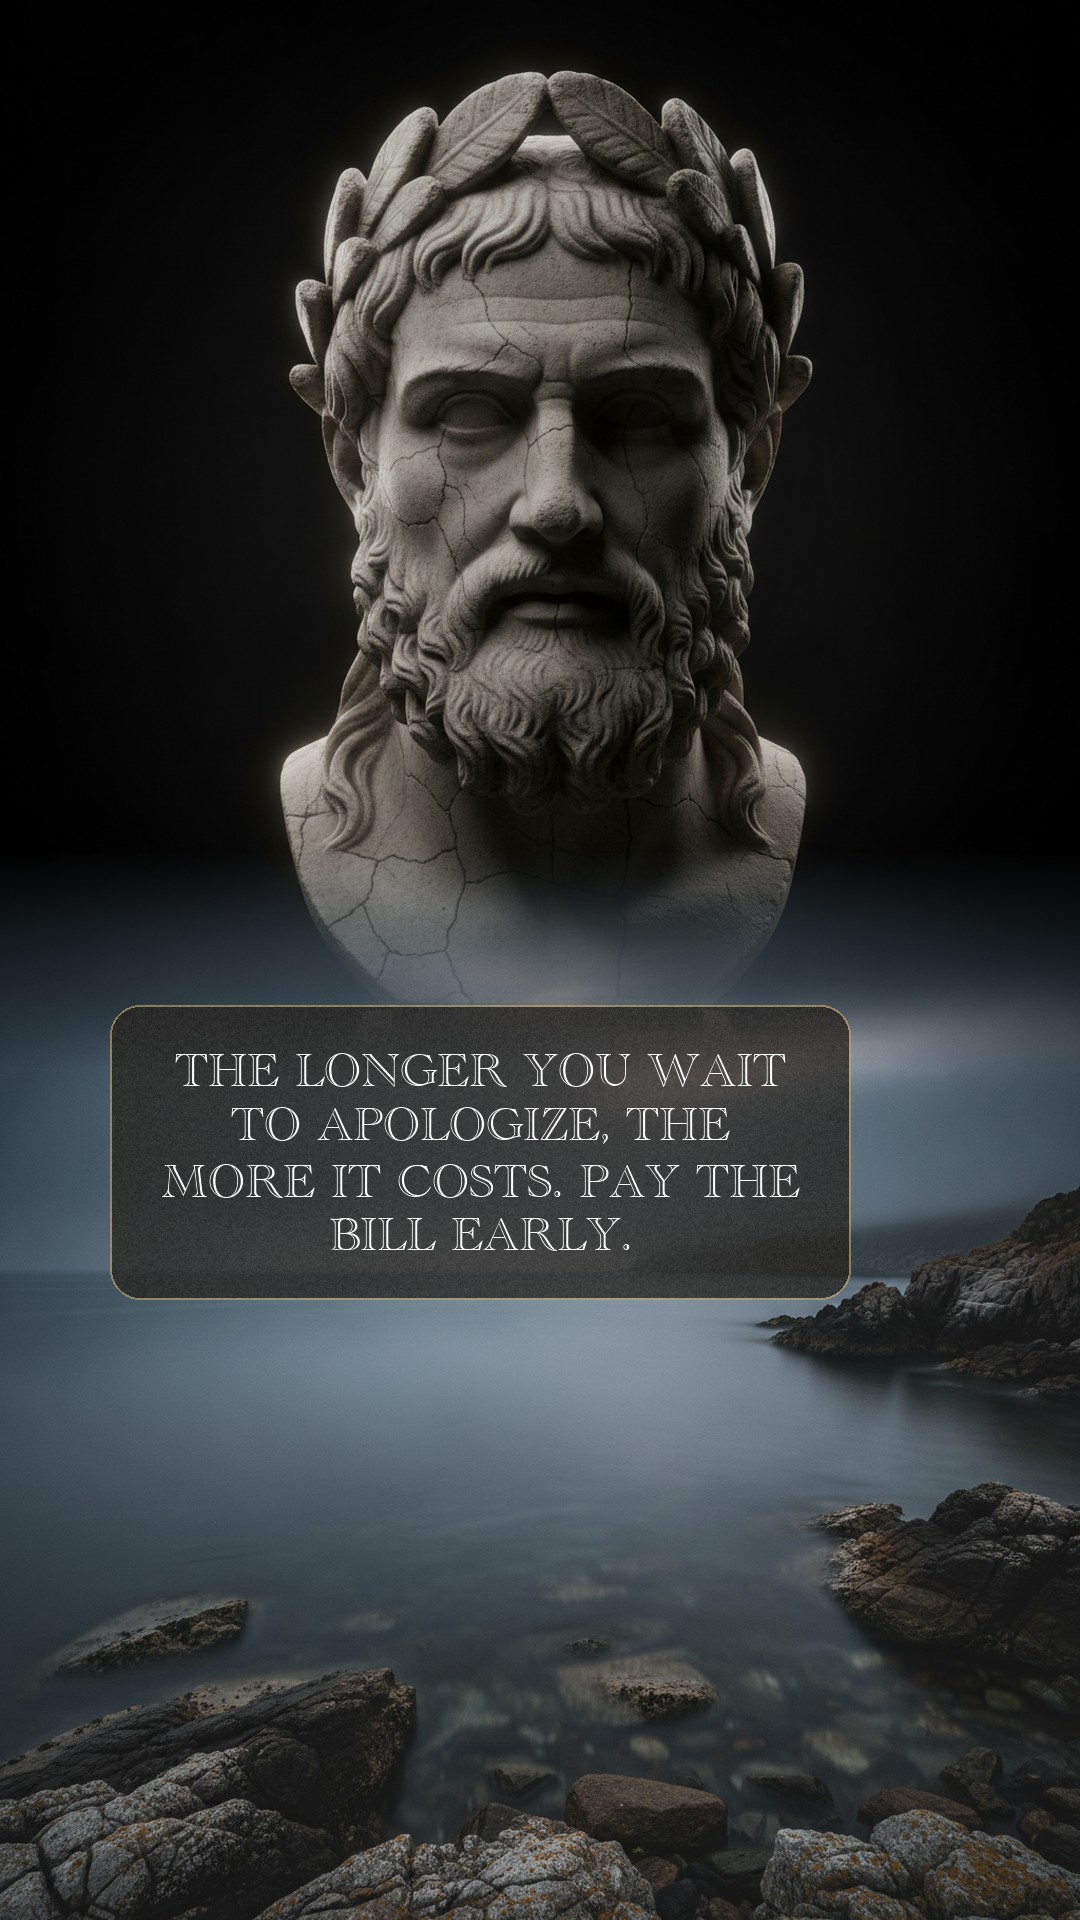 THE LONGER YOU WAIT
TO APOLOGIZE, THE
MORE IT COSTS. PAY THE
BILL EARLY.